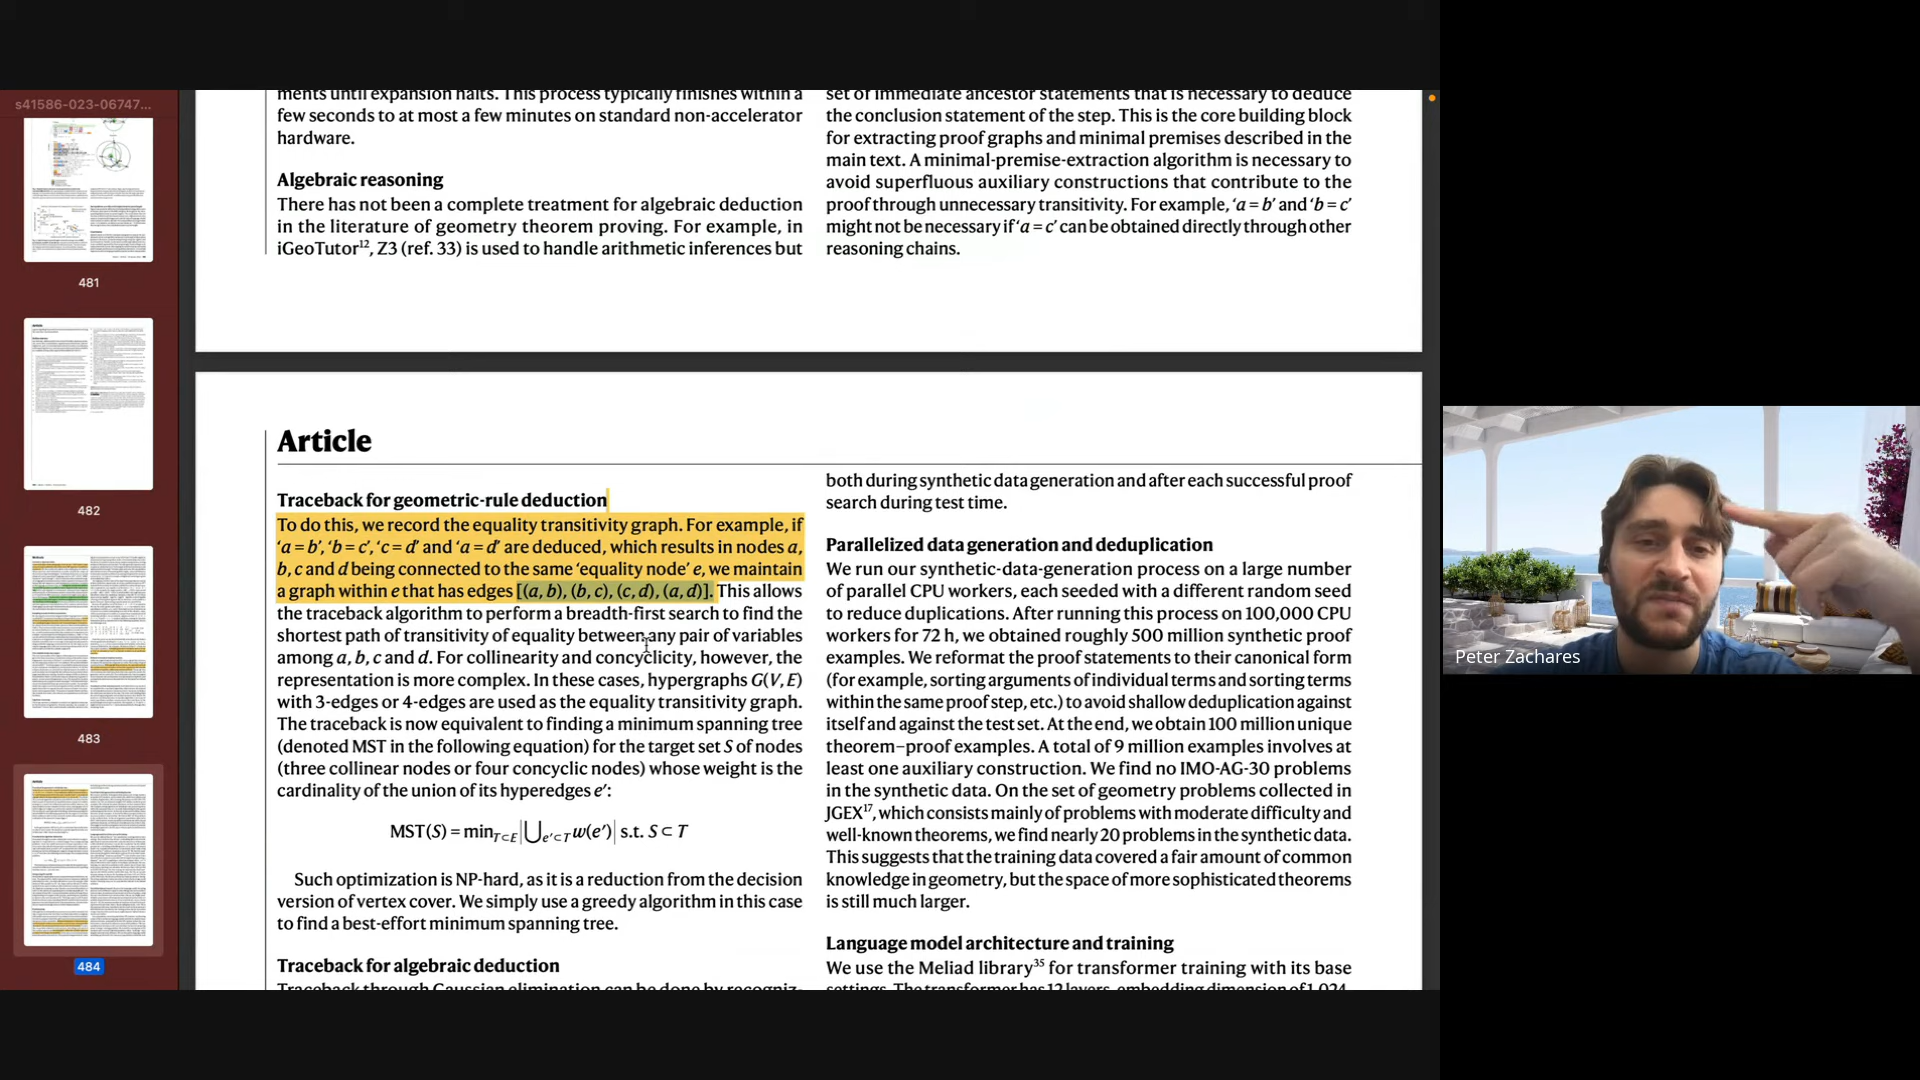 s41586-023-06747...
481
482
483
484
ments until expansion halts. This process typically finishes within a
few seconds to at most a few minutes on standard non-accelerator
hardware.
Algebraic reasoning
There has not been a complete treatment for algebraic deduction
in the literature of geometry theorem proving. For example, in
iGeoTutor¹², Z3 (ref. 33) is used to handle arithmetic inferences but
set of immediate ancestor statements that is necessary to deduce
the conclusion statement of the step. This is the core building block
for extracting proof graphs and minimal premises described in the
main text. A minimal-premise-extraction algorithm is necessary to
avoid superfluous auxiliary constructions that contribute to the
proof through unnecessary transitivity. For example, ‘a = b’ and ‘b = c’
might not be necessary if ‘a = c’ can be obtained directly through other
reasoning chains.
Article
Traceback for geometric-rule deduction
To do this, we record the equality transitivity graph. For example, if
‘a = b’, ‘b = c’, ‘c = d’ and ‘a = d’ are deduced, which results in nodes a,
b, c and d being connected to the same ‘equality node’ e, we maintain
a graph within e that has edges [(a, b), (b, c), (c, d), (a, d)]. This allows
the traceback algorithm to perform a breadth-first search to find the
shortest path of transitivity of equality between any pair of variables
among a, b, c and d. For collinearity and concyclicity, however, the
representation is more complex. In these cases, hypergraphs G(V, E)
with 3-edges or 4-edges are used as the equality transitivity graph.
The traceback is now equivalent to finding a minimum spanning tree
(denoted MST in the following equation) for the target set S of nodes
(three collinear nodes or four concyclic nodes) whose weight is the
cardinality of the union of its hyperedges e′:
MST(S) = min_{T⊂E} |⋃_{e′⊂T} w(e′)| s.t. S ⊂ T
Such optimization is NP-hard, as it is a reduction from the decision
version of vertex cover. We simply use a greedy algorithm in this case
to find a best-effort minimum spanning tree.
Traceback for algebraic deduction
Traceback through Gaussian elimination can be done by recogniz-
both during synthetic data generation and after each successful proof
search during test time.
Parallelized data generation and deduplication
We run our synthetic-data-generation process on a large number
of parallel CPU workers, each seeded with a different random seed
to reduce duplications. After running this process on 100,000 CPU
workers for 72 h, we obtained roughly 500 million synthetic proof
examples. We reformat the proof statements to their canonical form
(for example, sorting arguments of individual terms and sorting terms
within the same proof step, etc.) to avoid shallow deduplication against
itself and against the test set. At the end, we obtain 100 million unique
theorem–proof examples. A total of 9 million examples involves at
least one auxiliary construction. We find no IMO-AG-30 problems
in the synthetic data. On the set of geometry problems collected in
JGEX¹⁷, which consists mainly of problems with moderate difficulty and
well-known theorems, we find nearly 20 problems in the synthetic data.
This suggests that the training data covered a fair amount of common
knowledge in geometry, but the space of more sophisticated theorems
is still much larger.
Language model architecture and training
We use the Meliad library³⁵ for transformer training with its base
settings. The transformer has 12 layers, embedding dimension of 1,024,
Peter Zachares